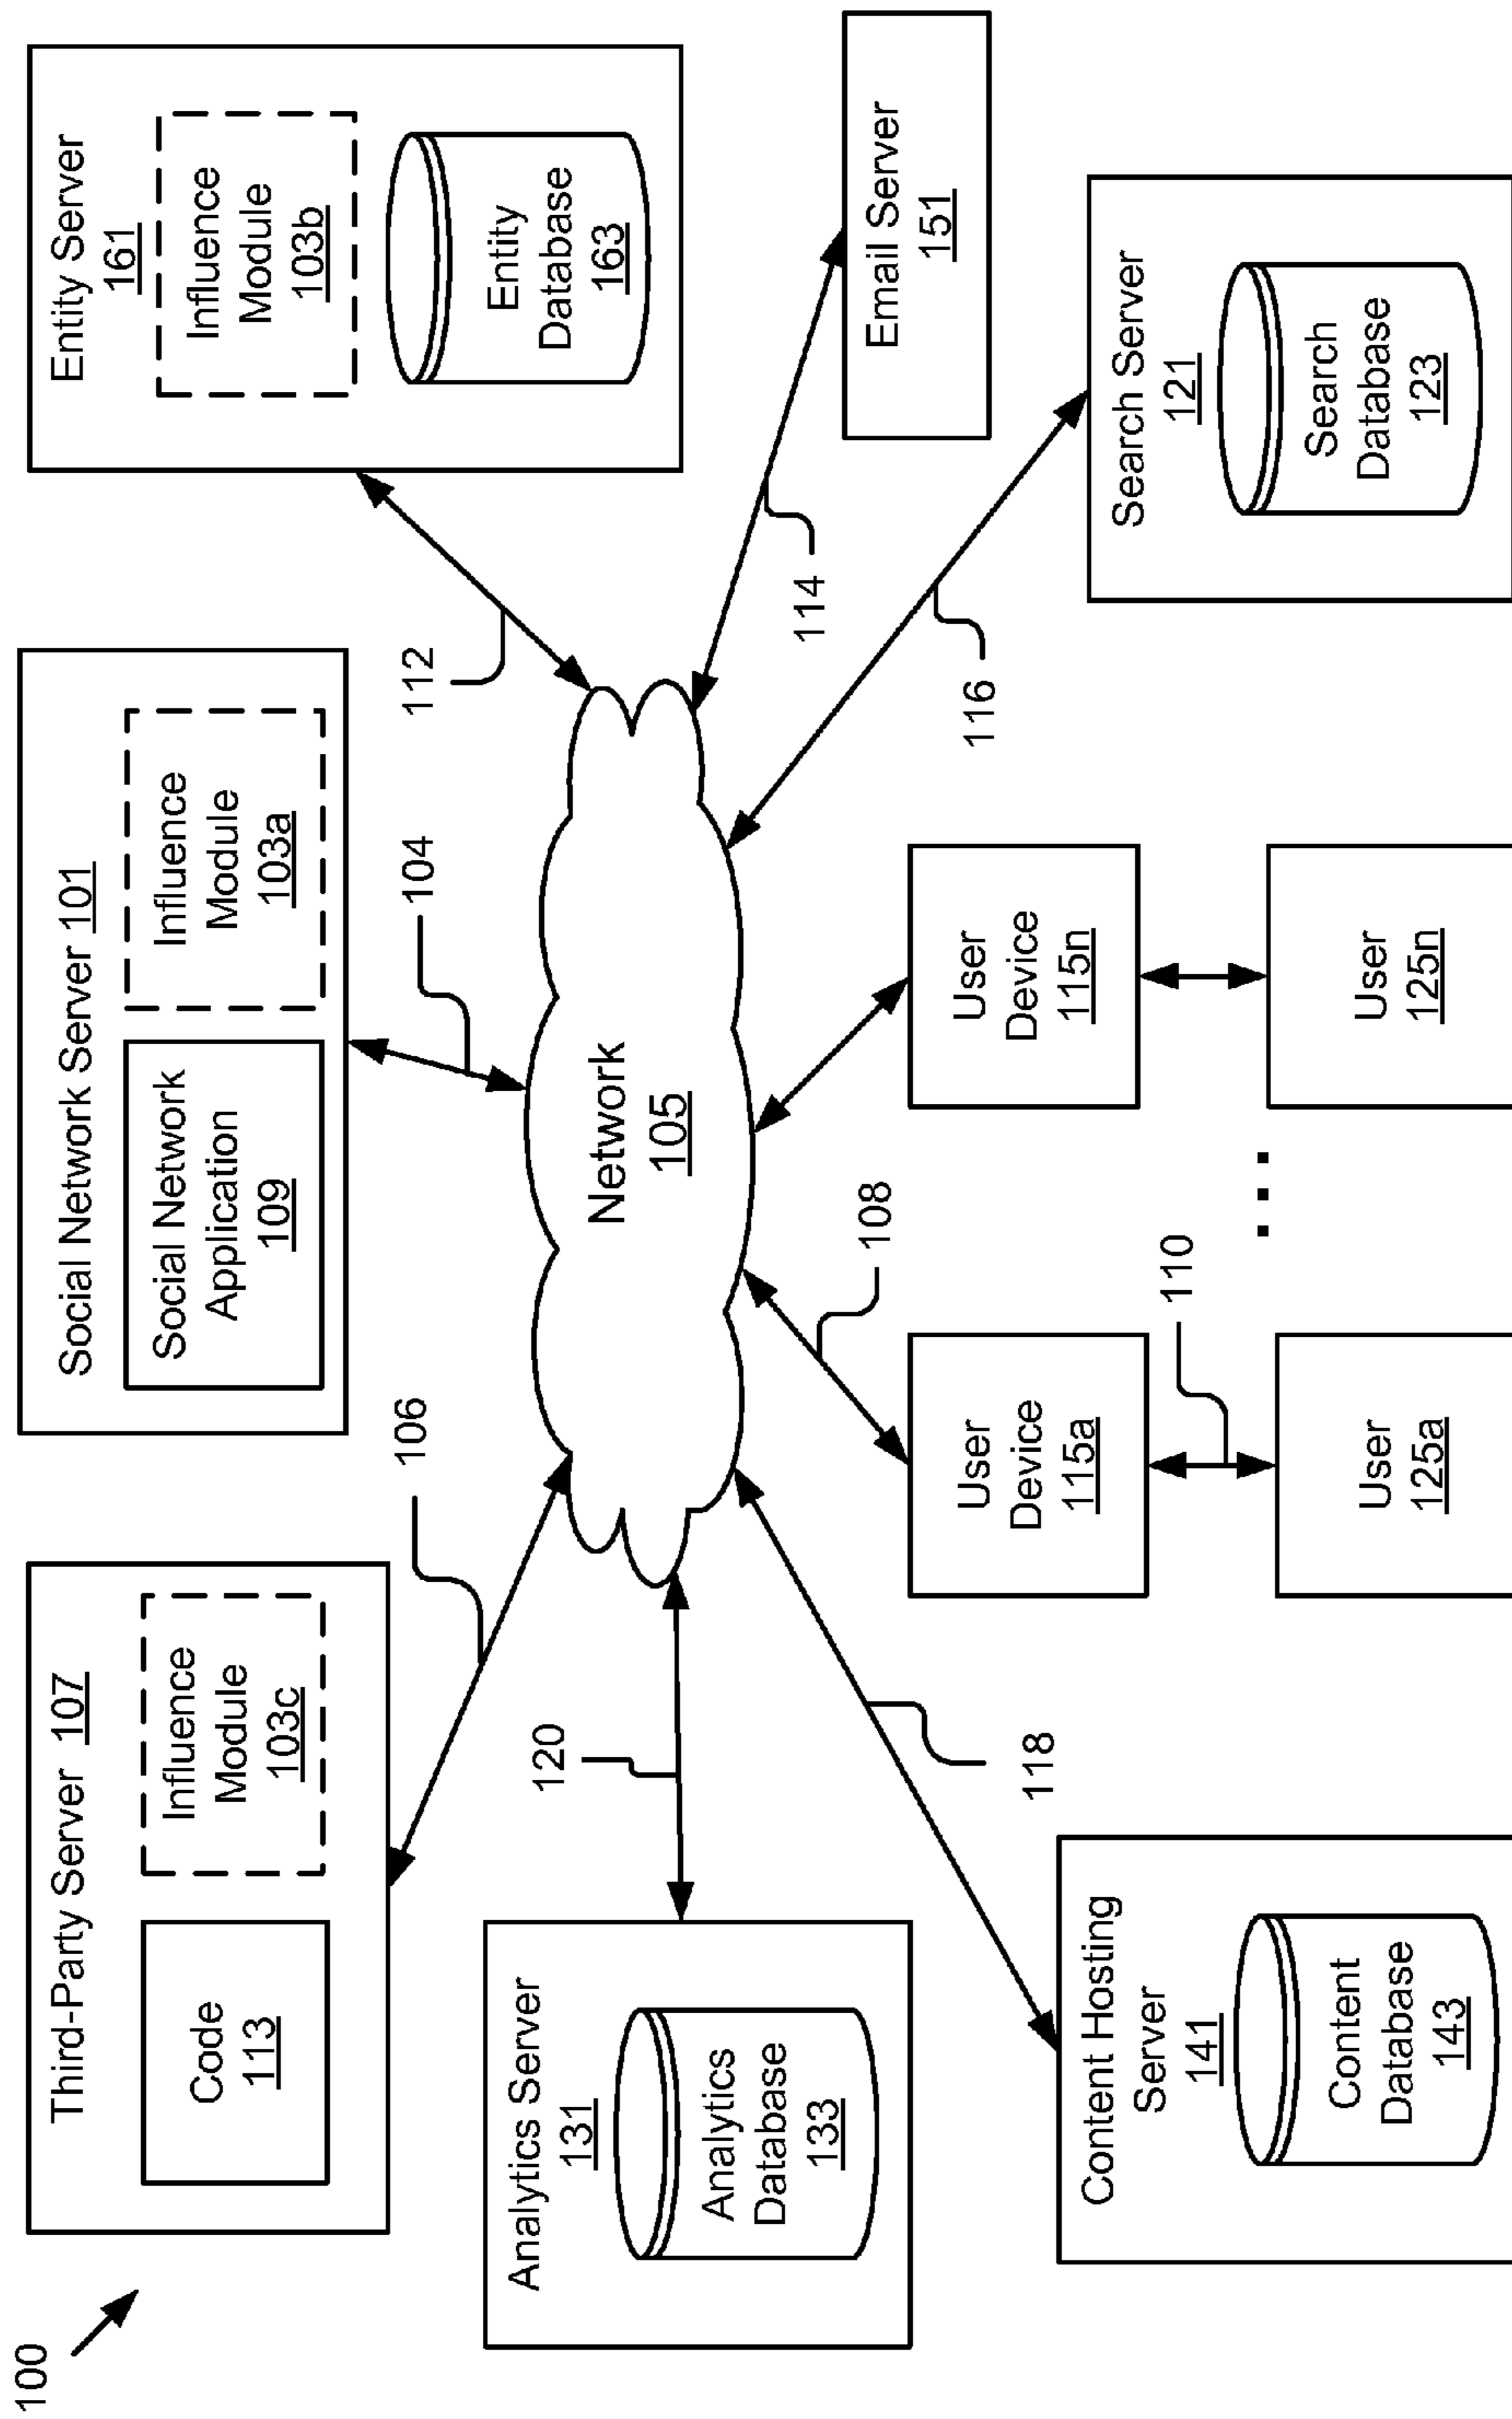 100
Third-Party Server 107
Code
113
Influence
Module
103c
Social Network Server 101
Social Network
Application
109
Influence
Module
103a
Entity Server
161
Influence
Module
103b
Entity
Database
163
106
104
112
120
Analytics Server
131
Analytics
Database
133
Network
105
114
Email Server
151
116
118
108
Content Hosting
Server
141
Content
Database
143
User
Device
115a
110
User
125a
. . .
User
Device
115n
User
125n
Search Server
121
Search
Database
123